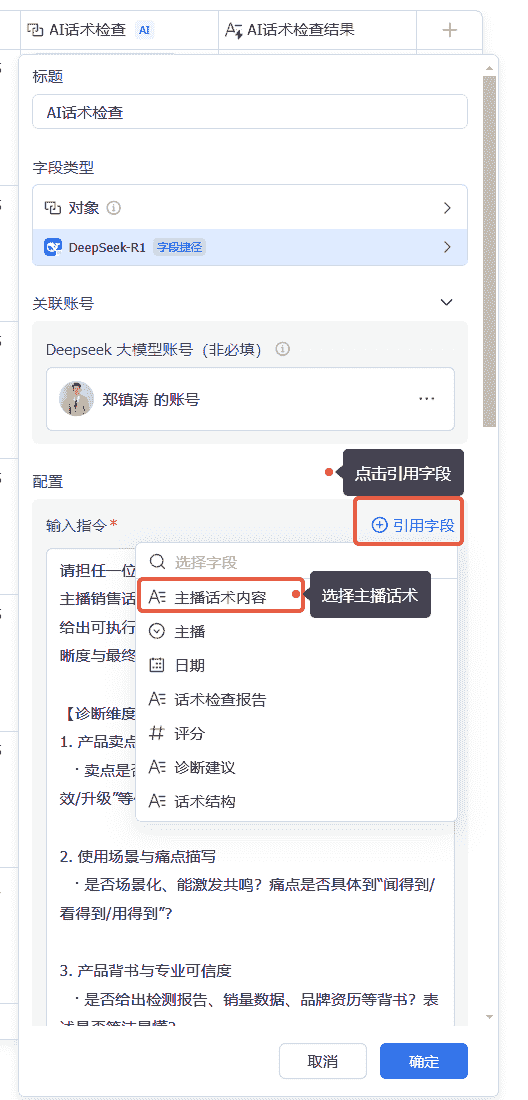 AI话术检查 AI
AI话术检查结果
标题
AI话术检查
字段类型
对象
DeepSeek-R1 字段捷径
关联账号
Deepseek 大模型账号（非必填）
郑镇涛 的账号
点击引用字段
配置
输入指令*
引用字段
选择字段
请担任一位
主播话术内容
选择主播话术
主播销售话
主播
给出可执行
日期
晰度与最终
话术检查报告
【诊断维度
评分
1. 产品卖点
诊断建议
· 卖点是否
话术结构
效/升级”等
2. 使用场景与痛点描写
· 是否场景化、能激发共鸣？痛点是否具体到“闻得到/
看得到/用得到”？
3. 产品背书与专业可信度
· 是否给出检测报告、销量数据、品牌资历等背书？表
取消
确定